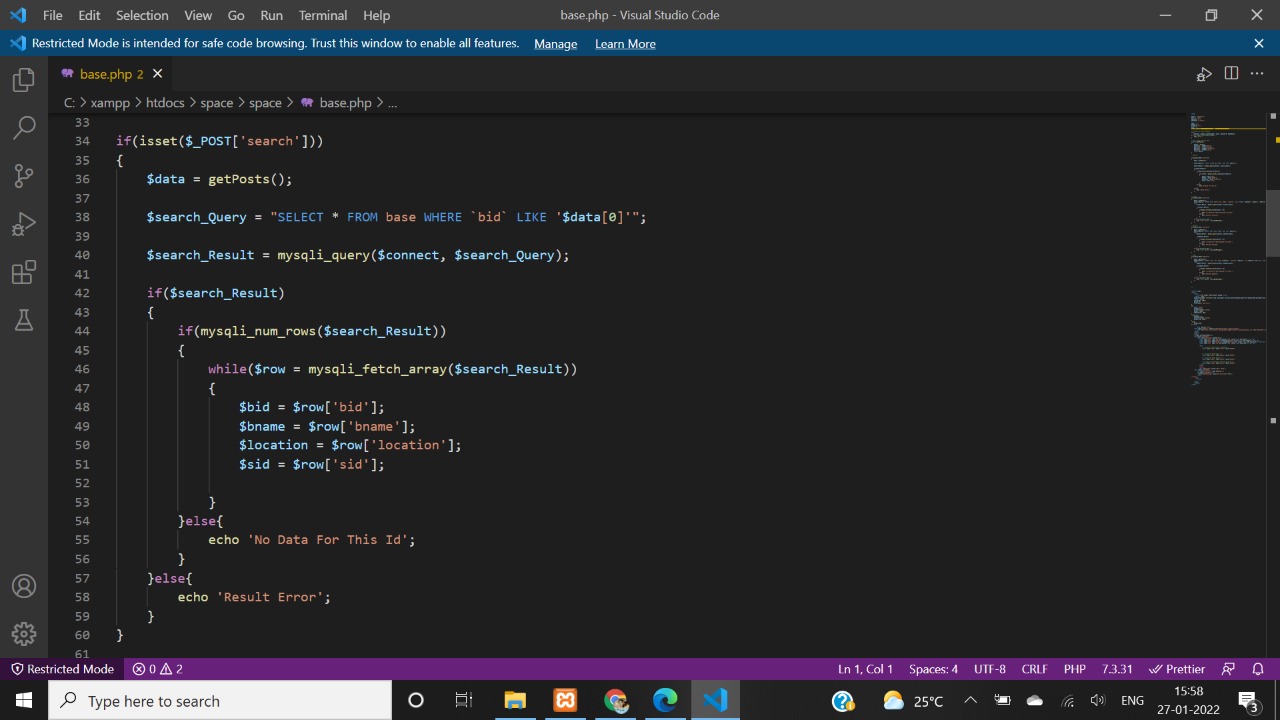 File Edit Selection View Go Run Terminal Help base.php - Visual Studio Code
Restricted Mode is intended for safe code browsing. Trust this window to enable all features. Manage Learn More
base.php 2
C: > xampp > htdocs > space > space > base.php > ...
33
34 if(isset($_POST['search']))
35 {
36 $data = getPosts();
37
38 $search_Query = "SELECT * FROM base WHERE `bid` LIKE '$data[0]'";
39
40 $search_Result = mysqli_query($connect, $search_Query);
41
42 if($search_Result)
43 {
44 if(mysqli_num_rows($search_Result))
45 {
46 while($row = mysqli_fetch_array($search_Result))
47 {
48 $bid = $row['bid'];
49 $bname = $row['bname'];
50 $location = $row['location'];
51 $sid = $row['sid'];
52
53 }
54 }else{
55 echo 'No Data For This Id';
56 }
57 }else{
58 echo 'Result Error';
59 }
60 }
61
Restricted Mode 0 2 Ln 1, Col 1 Spaces: 4 UTF-8 CRLF PHP 7.3.31 Prettier
Type here to search 25°C ENG 15:58 27-01-2022 3